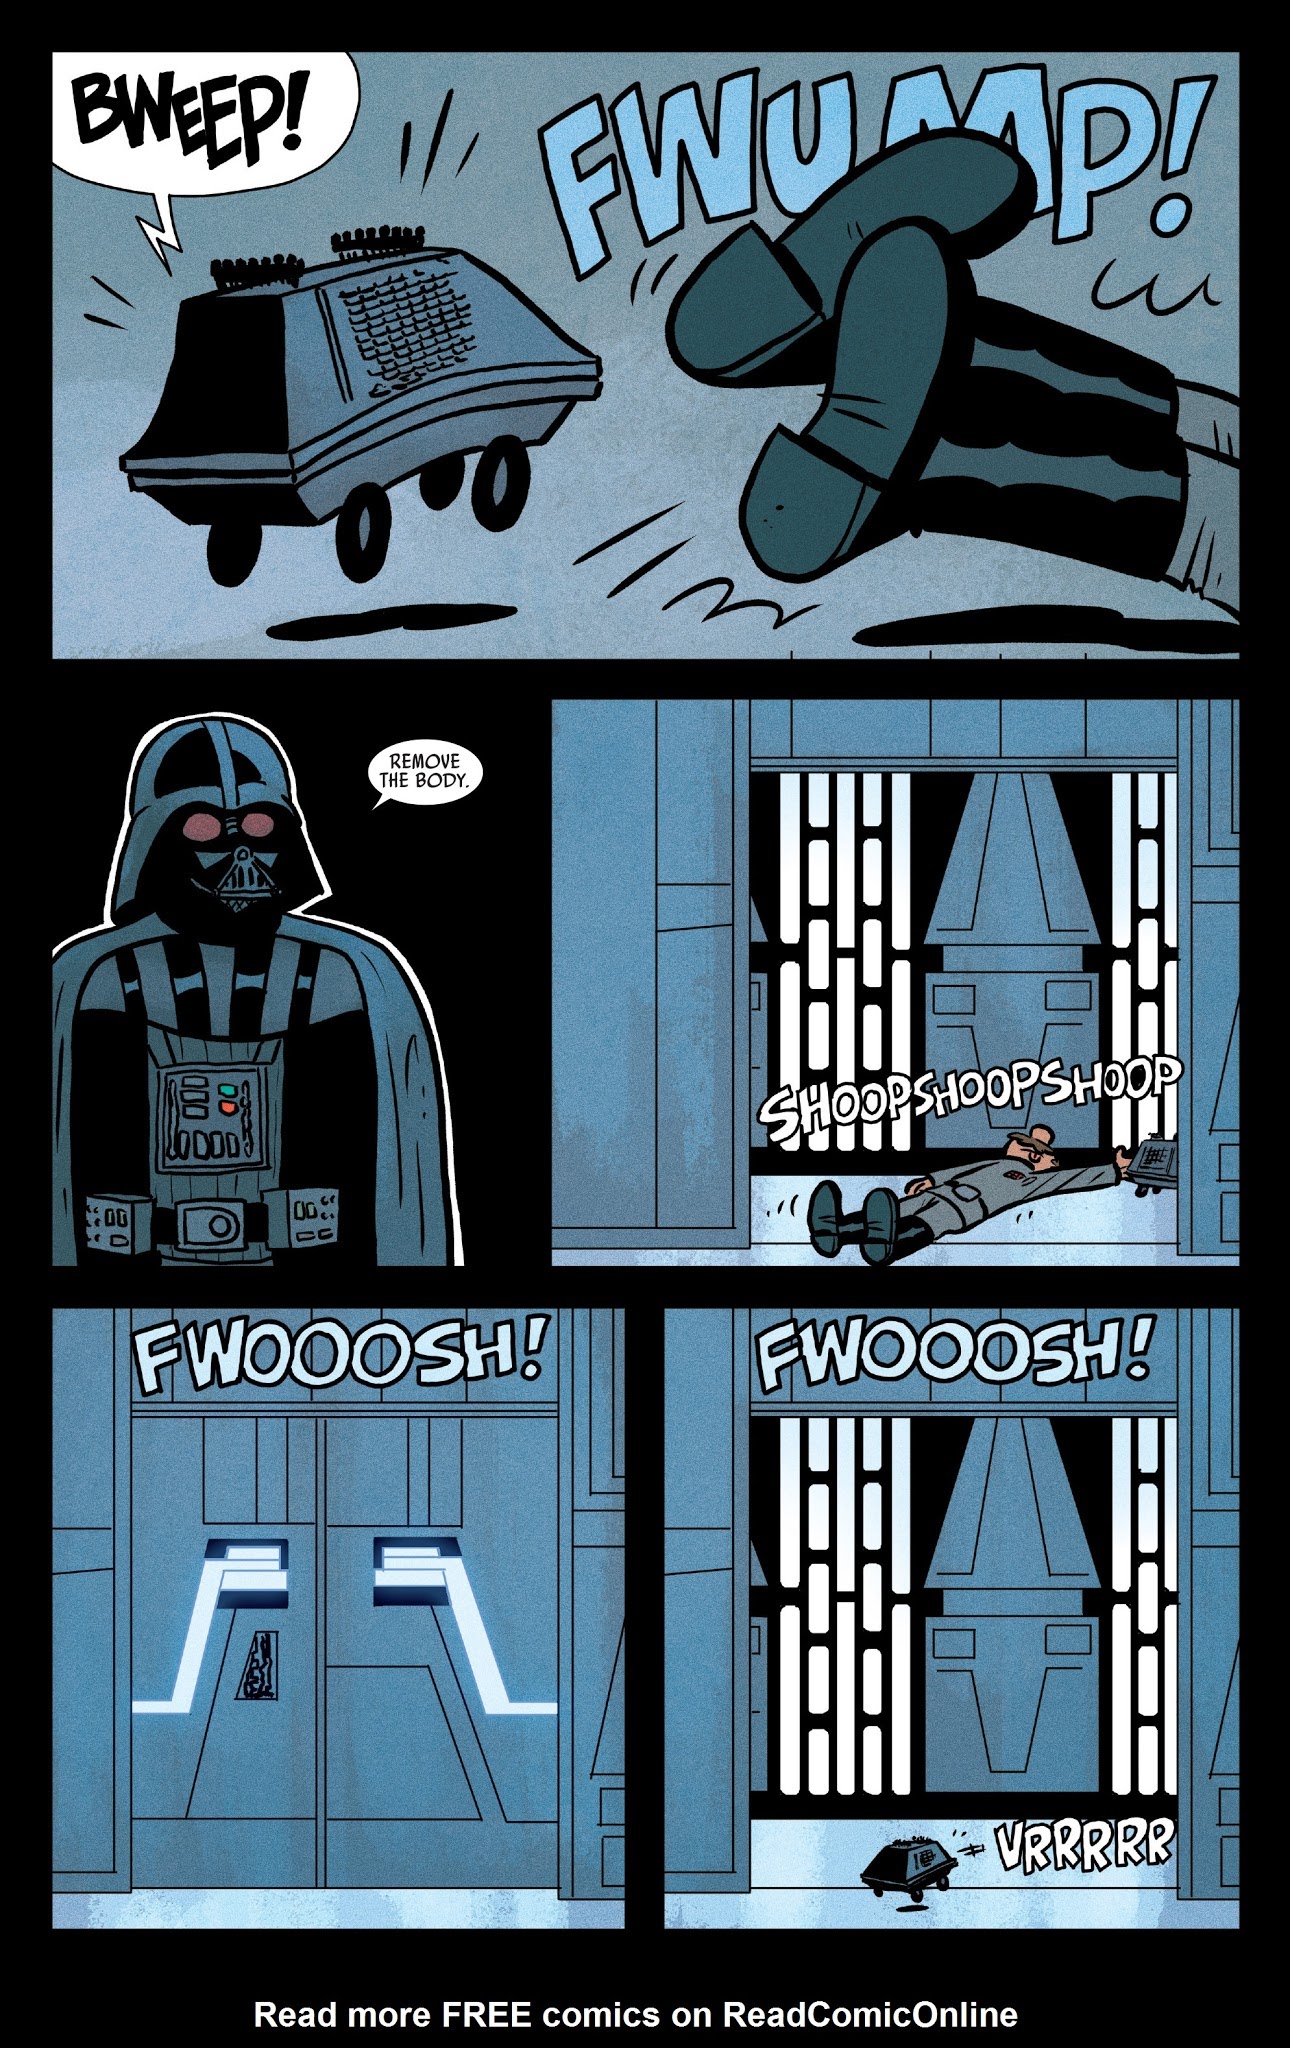 BWEEP!
FWUMP!
REMOVE
THE BODY.
SHOOPSHOOPSHOOP
FWOOOSH!
FWOOOSH!
VRRRRR
Read more FREE comics on ReadComicOnline